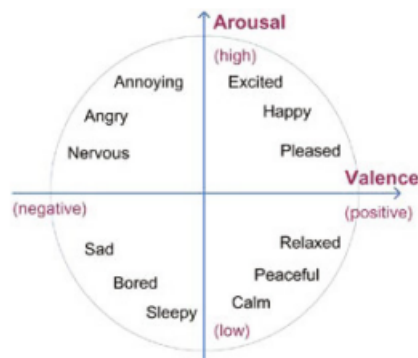 Arousal
(high)
Annoying Excited
Angry Happy
Nervous Pleased
Valence
(negative) (positive)
Sad Relaxed
Bored Peaceful
Sleepy Calm
(low)